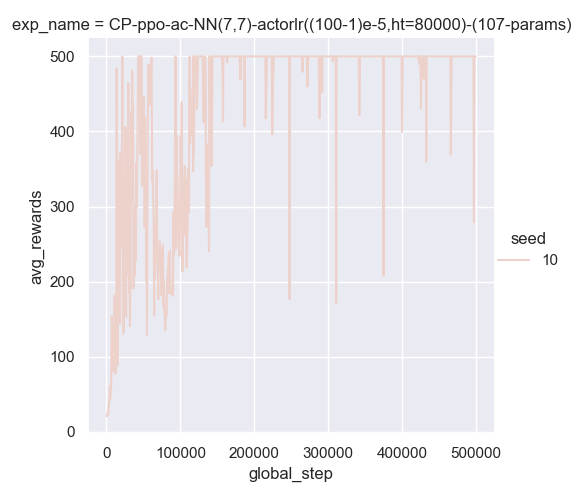 exp_name = CP-ppo-ac-NN(7,7)-actorlr((100-1)e-5,ht=80000)-(107-params)
500
400
300
200
100
0
avg_rewards
0 100000 200000 300000 400000 500000
global_step
seed
10